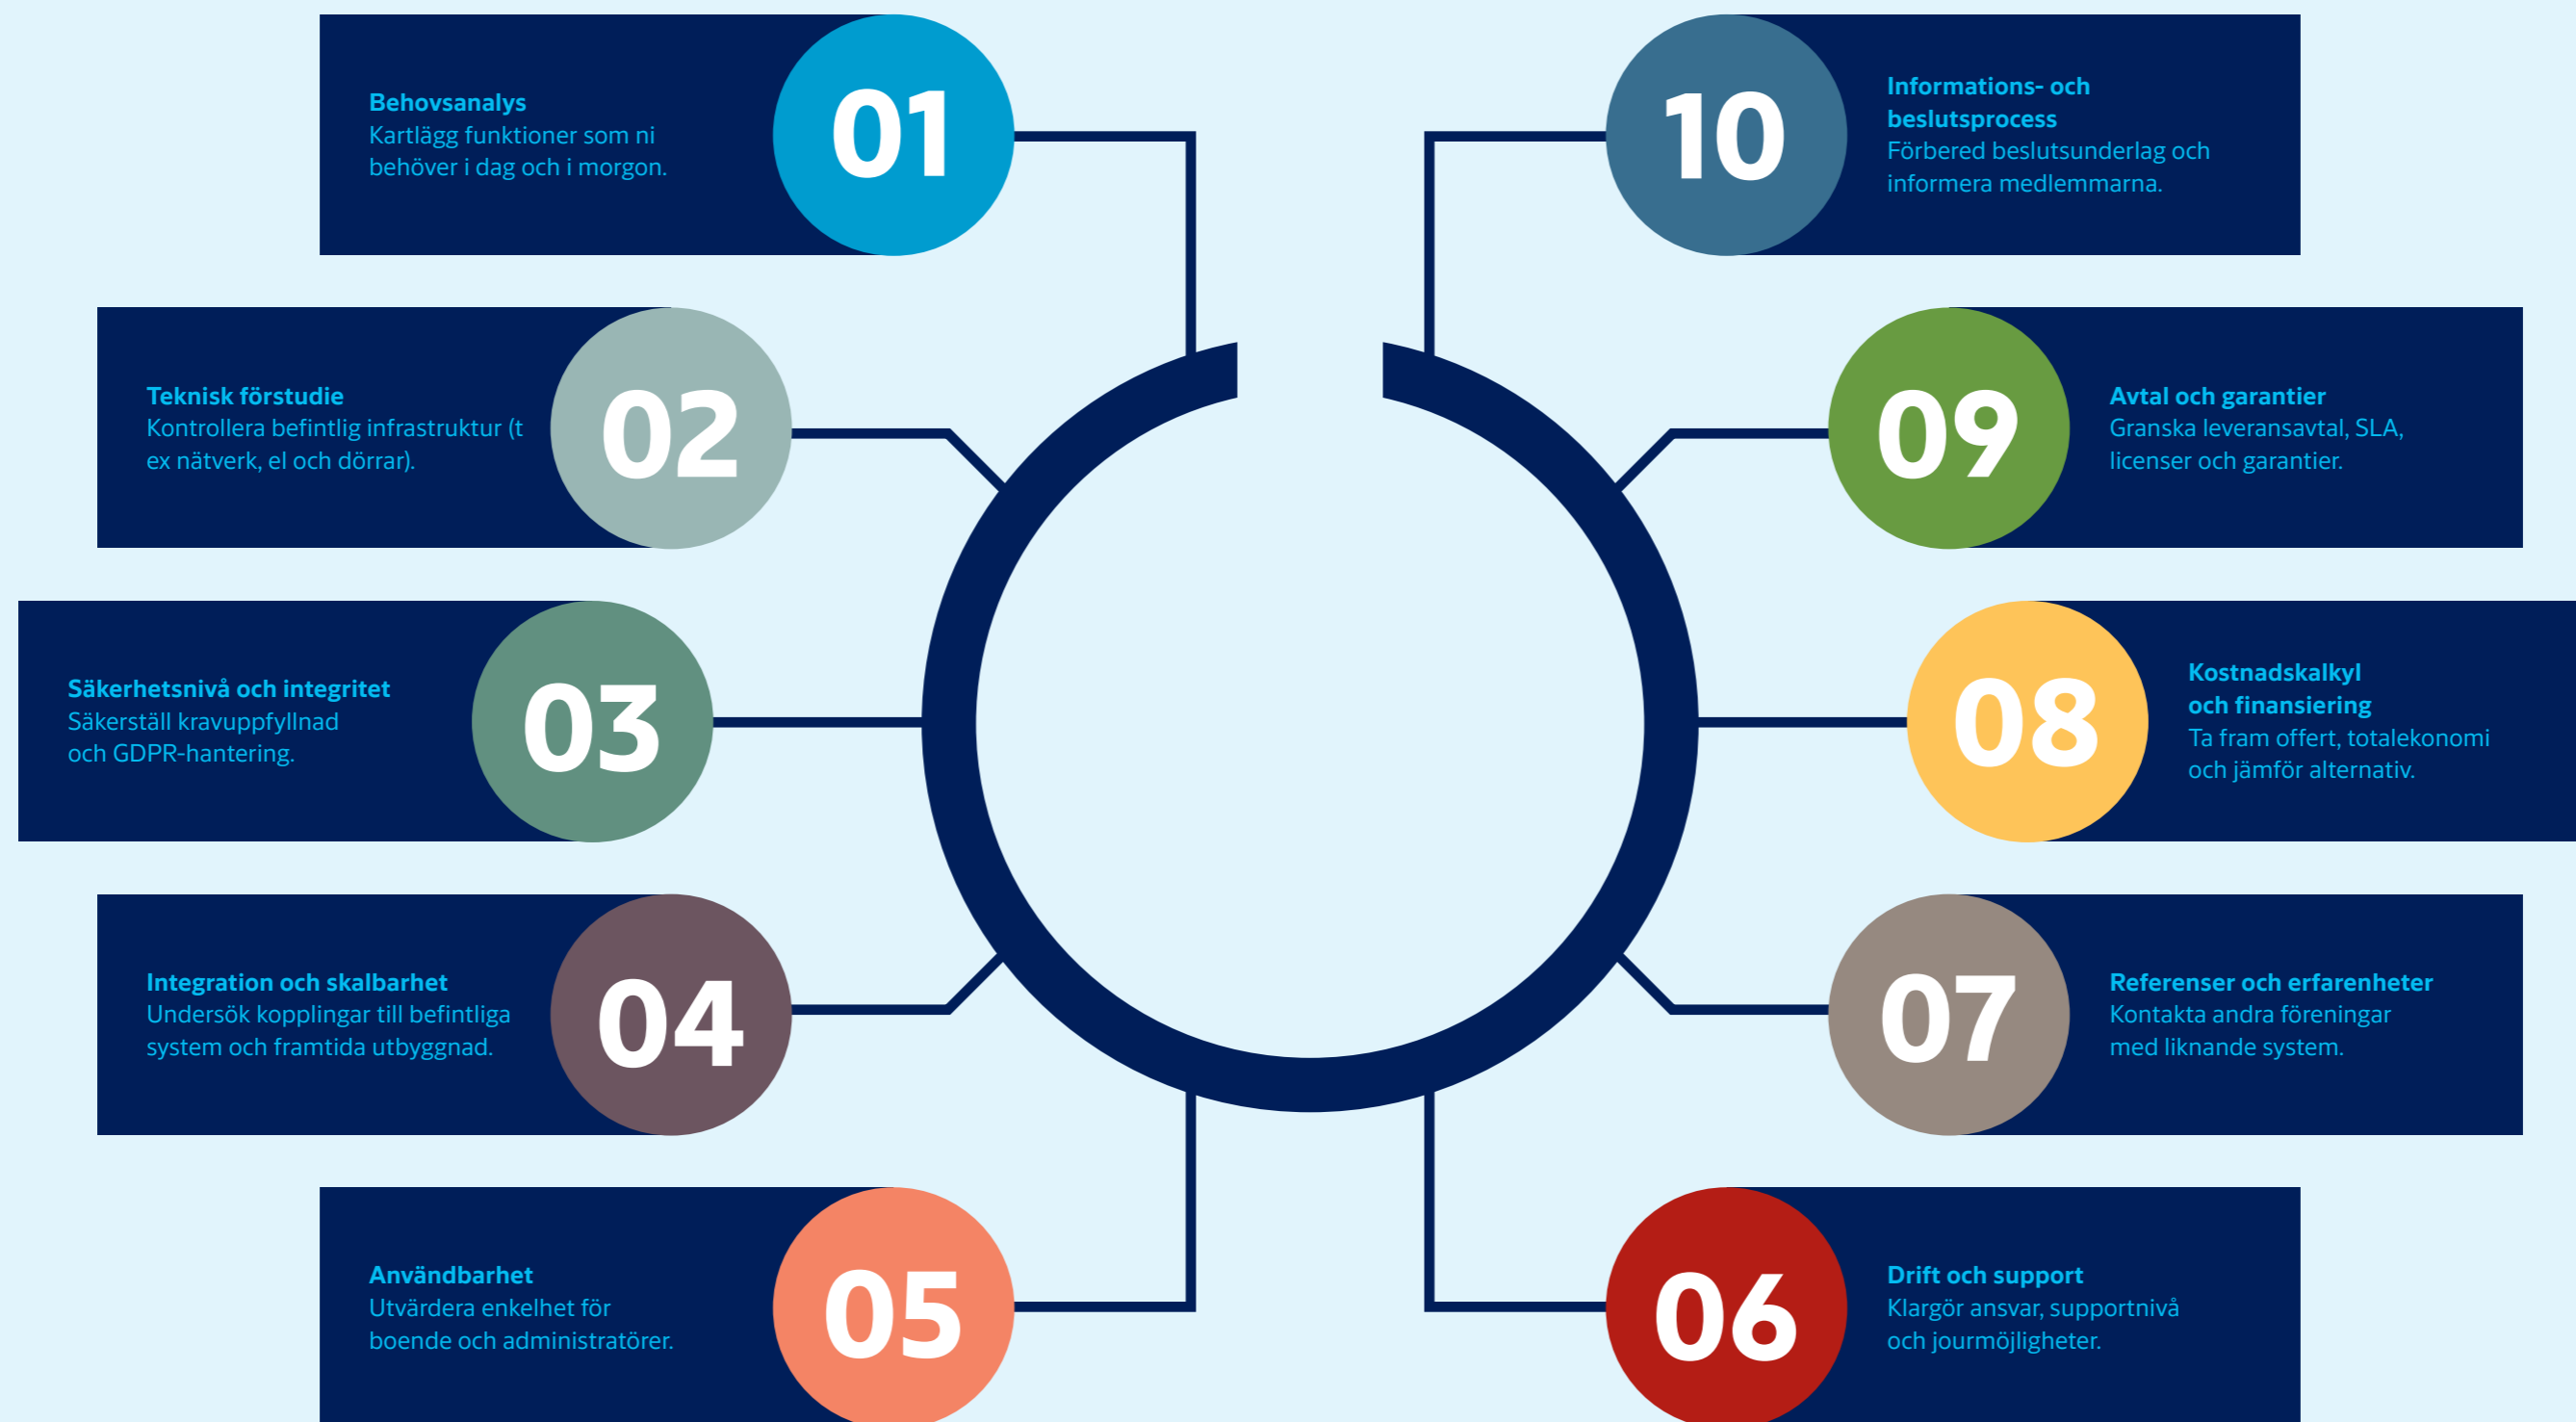 01
Behovsanalys
Kartlägg funktioner som ni
behöver i dag och i morgon.
02
Teknisk förstudie
Kontrollera befintlig infrastruktur (t
ex nätverk, el och dörrar).
03
Säkerhetsnivå och integritet
Säkerställ kravuppfyllnad
och GDPR-hantering.
04
Integration och skalbarhet
Undersök kopplingar till befintliga
system och framtida utbyggnad.
05
Användbarhet
Utvärdera enkelhet för
boende och administratörer.
06
Drift och support
Klargör ansvar, supportnivå
och jourmöjligheter.
07
Referenser och erfarenheter
Kontakta andra föreningar
med liknande system.
08
Kostnadskalkyl
och finansiering
Ta fram offert, totalekonomi
och jämför alternativ.
09
Avtal och garantier
Granska leveransavtal, SLA,
licenser och garantier.
10
Informations- och
beslutsprocess
Förbered beslutsunderlag och
informera medlemmarna.